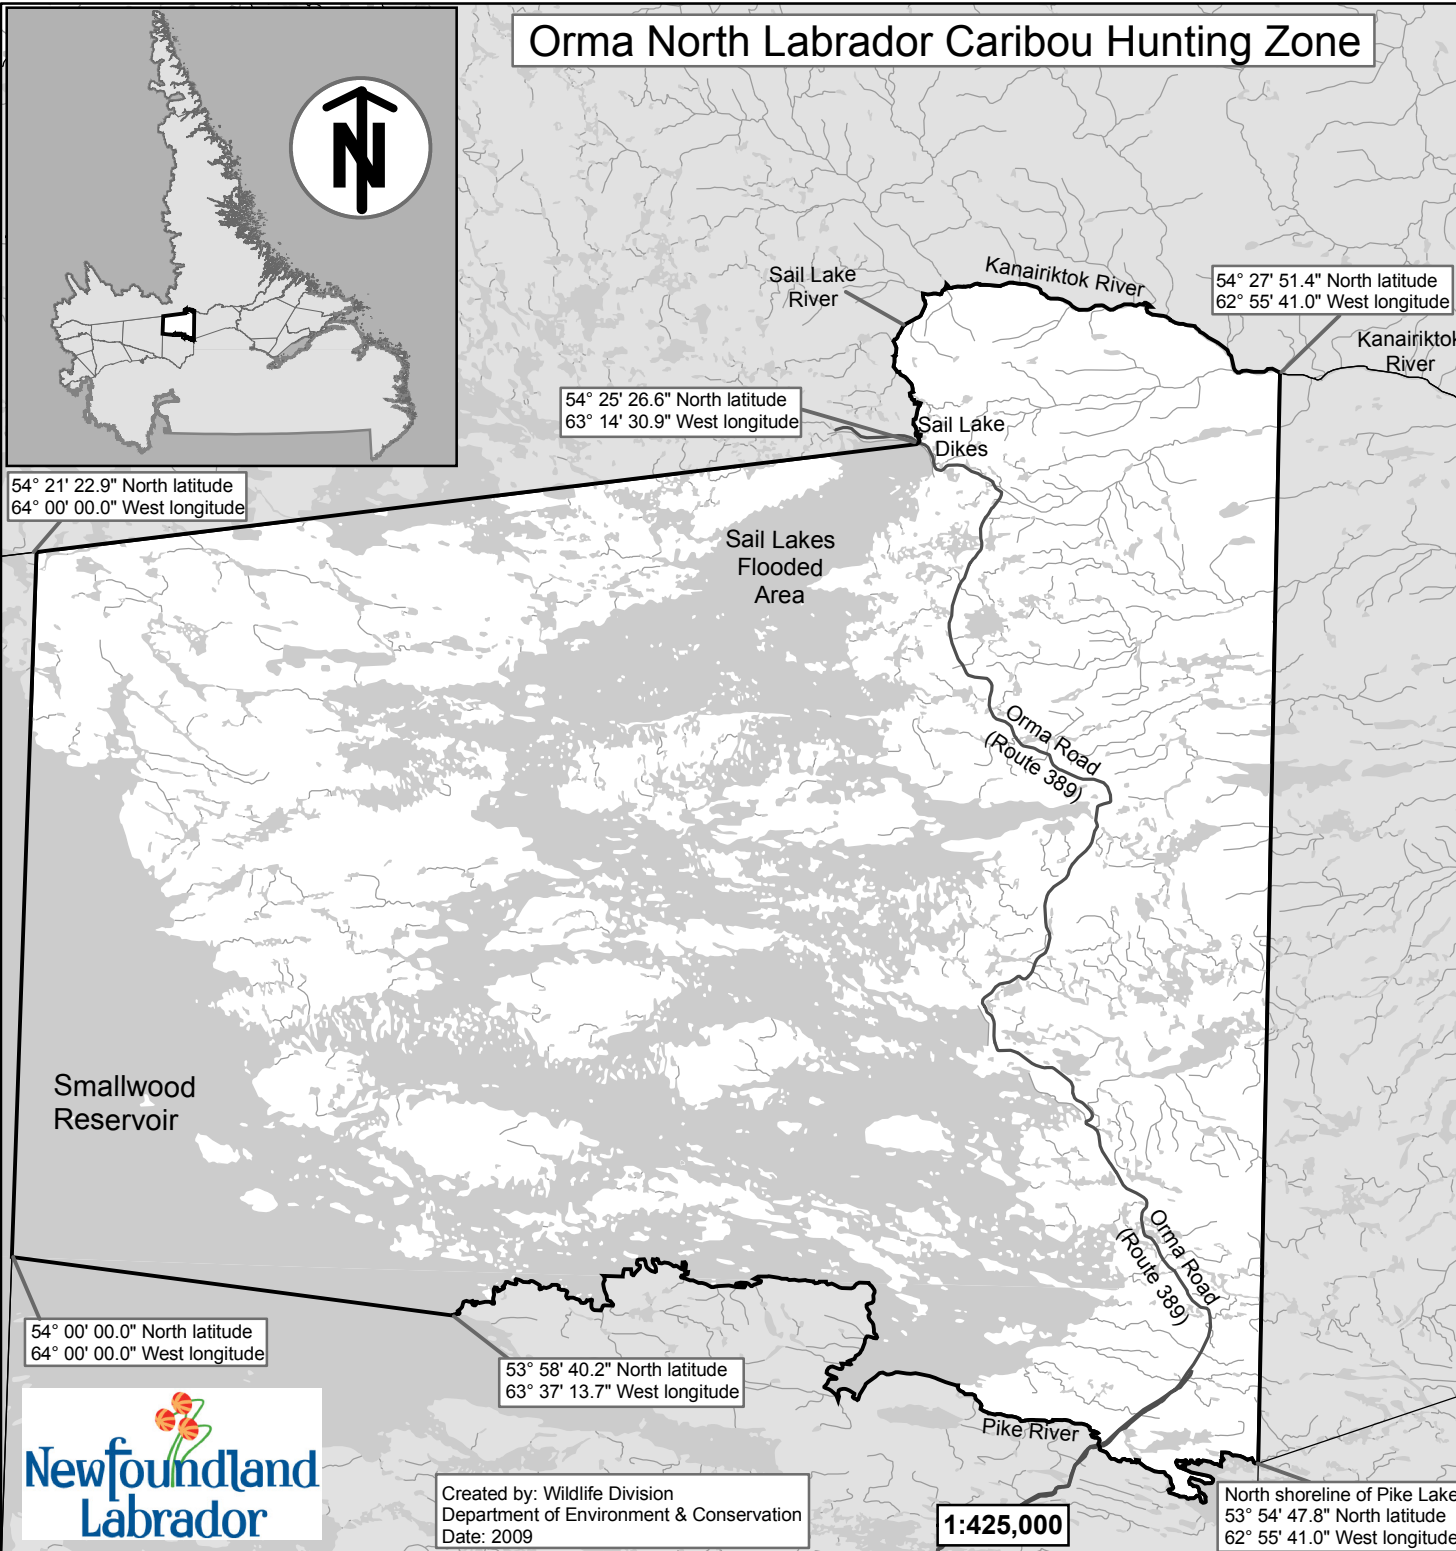 Orma North Labrador Caribou Hunting Zone
N
Sail Lake
River
Kanairiktok River
54° 27' 51.4" North latitude
62° 55' 41.0" West longitude
Kanairiktok
River
54° 25' 26.6" North latitude
63° 14' 30.9" West longitude
Sail Lake
Dikes
54° 21' 22.9" North latitude
64° 00' 00.0" West longitude
Sail Lakes
Flooded
Area
Orma Road
(Route 389)
Smallwood
Reservoir
Orma Road
(Route 389)
54° 00' 00.0" North latitude
64° 00' 00.0" West longitude
53° 58' 40.2" North latitude
63° 37' 13.7" West longitude
Pike River
Newfoundland
Labrador
Created by: Wildlife Division
Department of Environment & Conservation
Date: 2009
1:425,000
North shoreline of Pike Lake
53° 54' 47.8" North latitude
62° 55' 41.0" West longitude